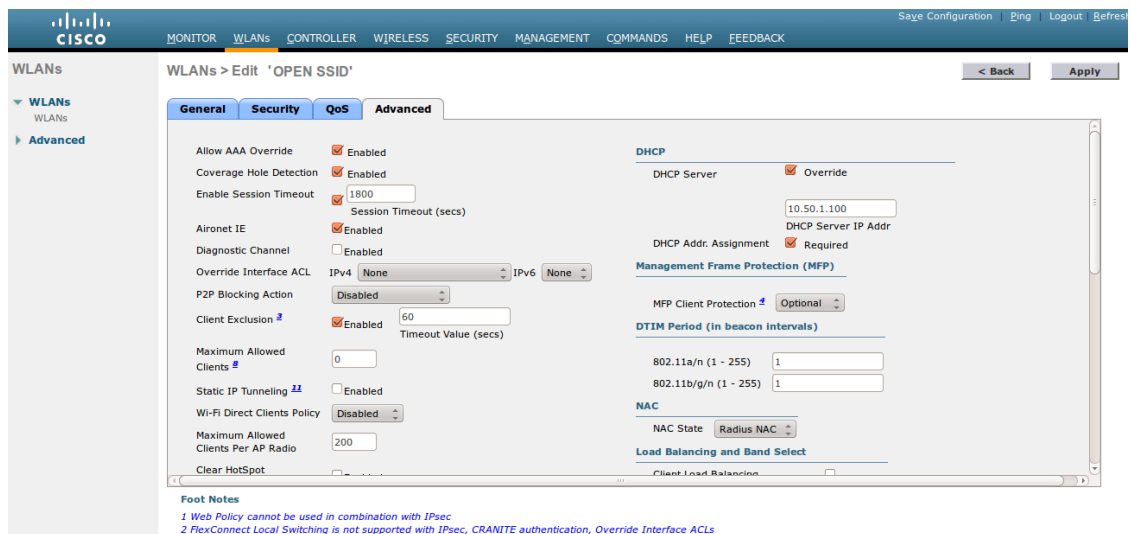 Save Configuration | Ping | Logout | Refresh
CISCO
MONITOR WLANs CONTROLLER WIRELESS SECURITY MANAGEMENT COMMANDS HELP FEEDBACK
WLANs
WLANs
WLANs
Advanced
WLANs > Edit 'OPEN SSID'
< Back
Apply
General Security QoS Advanced
Allow AAA Override Enabled
Coverage Hole Detection Enabled
Enable Session Timeout 1800
Session Timeout (secs)
Aironet IE Enabled
Diagnostic Channel Enabled
Override Interface ACL IPv4 None IPv6 None
P2P Blocking Action Disabled
Client Exclusion 3 Enabled 60
Timeout Value (secs)
Maximum Allowed
Clients 8 0
Static IP Tunneling 11 Enabled
Wi-Fi Direct Clients Policy Disabled
Maximum Allowed
Clients Per AP Radio 200
Clear HotSpot
DHCP
DHCP Server Override
10.50.1.100
DHCP Server IP Addr
DHCP Addr. Assignment Required
Management Frame Protection (MFP)
MFP Client Protection 4 Optional
DTIM Period (in beacon intervals)
802.11a/n (1 - 255) 1
802.11b/g/n (1 - 255) 1
NAC
NAC State Radius NAC
Load Balancing and Band Select
Client Load Balancing
Foot Notes
1 Web Policy cannot be used in combination with IPsec
2 FlexConnect Local Switching is not supported with IPsec, CRANITE authentication, Override Interface ACLs